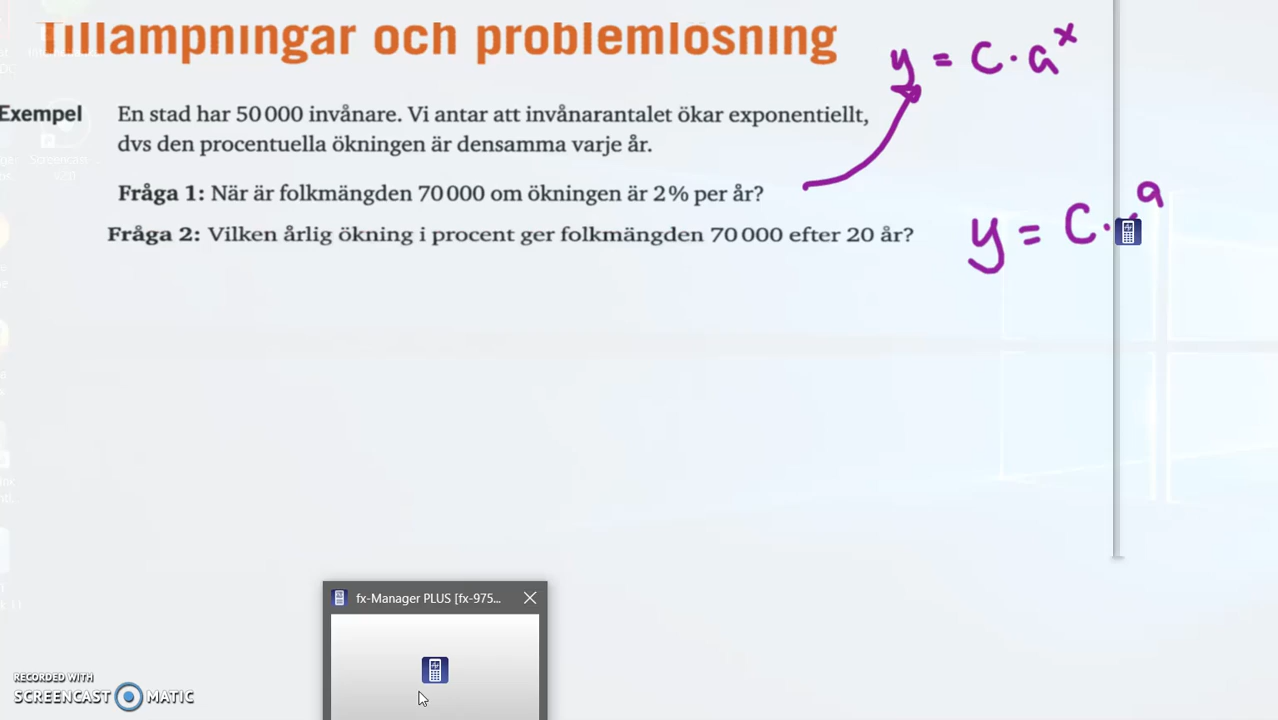 Tillämpningar och problemlösning
y = C · a^x
Exempel En stad har 50 000 invånare. Vi antar att invånarantalet ökar exponentiellt,
dvs den procentuella ökningen är densamma varje år.
Fråga 1: När är folkmängden 70 000 om ökningen är 2 % per år?
Fråga 2: Vilken årlig ökning i procent ger folkmängden 70 000 efter 20 år?
y = C · ^a
fx-Manager PLUS [fx-975...
RECORDED WITH
SCREENCAST MATIC